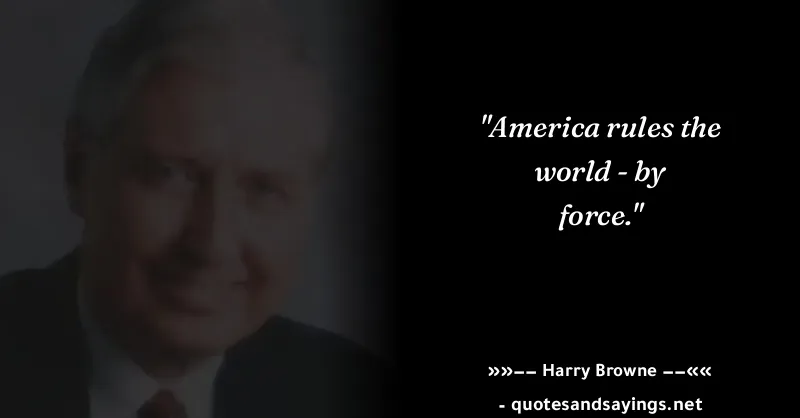 "America rules the
world - by
force."
»»–– Harry Browne ––««
- quotesandsayings.net